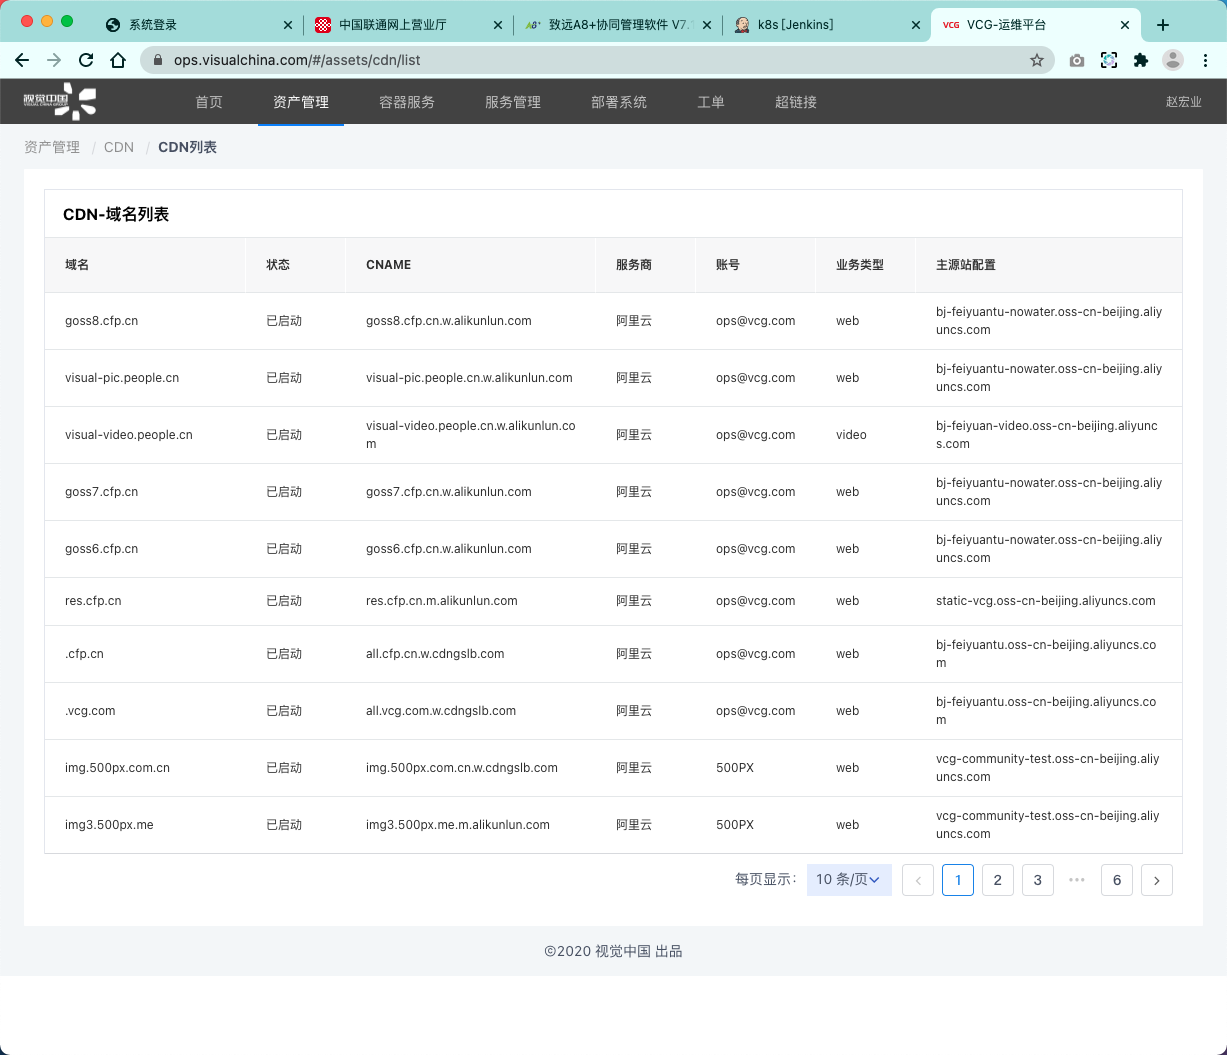 系统登录
中国联通网上营业厅
致远A8+协同管理软件 V7.1
k8s [Jenkins]
VCG VCG-运维平台
ops.visualchina.com/#/assets/cdn/list
视觉中国
VISUAL CHINA GROUP
首页 资产管理 容器服务 服务管理 部署系统 工单 超链接 赵宏业
资产管理 / CDN / CDN列表
CDN-域名列表
域名 状态 CNAME 服务商 账号 业务类型 主源站配置
goss8.cfp.cn 已启动 goss8.cfp.cn.w.alikunlun.com 阿里云 ops@vcg.com web bj-feiyuantu-nowater.oss-cn-beijing.aliy
uncs.com
visual-pic.people.cn 已启动 visual-pic.people.cn.w.alikunlun.com 阿里云 ops@vcg.com web bj-feiyuantu-nowater.oss-cn-beijing.aliy
uncs.com
visual-video.people.cn 已启动 visual-video.people.cn.w.alikunlun.co
m 阿里云 ops@vcg.com video bj-feiyuan-video.oss-cn-beijing.aliyunc
s.com
goss7.cfp.cn 已启动 goss7.cfp.cn.w.alikunlun.com 阿里云 ops@vcg.com web bj-feiyuantu-nowater.oss-cn-beijing.aliy
uncs.com
goss6.cfp.cn 已启动 goss6.cfp.cn.w.alikunlun.com 阿里云 ops@vcg.com web bj-feiyuantu-nowater.oss-cn-beijing.aliy
uncs.com
res.cfp.cn 已启动 res.cfp.cn.m.alikunlun.com 阿里云 ops@vcg.com web static-vcg.oss-cn-beijing.aliyuncs.com
.cfp.cn 已启动 all.cfp.cn.w.cdngslb.com 阿里云 ops@vcg.com web bj-feiyuantu.oss-cn-beijing.aliyuncs.co
m
.vcg.com 已启动 all.vcg.com.w.cdngslb.com 阿里云 ops@vcg.com web bj-feiyuantu.oss-cn-beijing.aliyuncs.co
m
img.500px.com.cn 已启动 img.500px.com.cn.w.cdngslb.com 阿里云 500PX web vcg-community-test.oss-cn-beijing.aliy
uncs.com
img3.500px.me 已启动 img3.500px.me.m.alikunlun.com 阿里云 500PX web vcg-community-test.oss-cn-beijing.aliy
uncs.com
每页显示: 10 条/页 1 2 3 ••• 6
©2020 视觉中国 出品